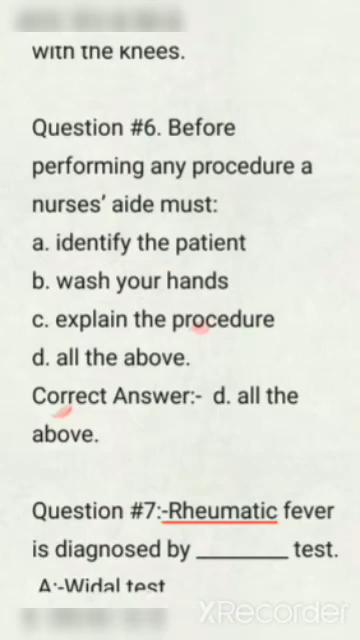 with the knees.
Question #6. Before
performing any procedure a
nurses' aide must:
a. identify the patient
b. wash your hands
c. explain the procedure
d. all the above.
Correct Answer:- d. all the
above.
Question #7:-Rheumatic fever
is diagnosed by ________ test.
A:-Widal test
XRecorder